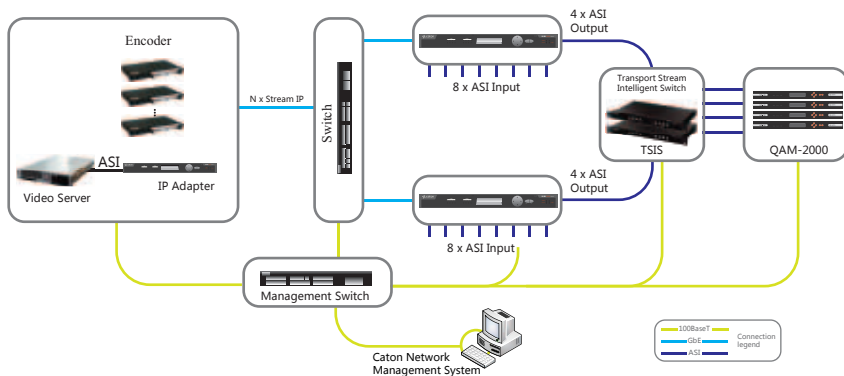 Encoder
ASI
Video Server
IP Adapter
N x Stream IP
Switch
8 x ASI Input
4 x ASI
Output
4 x ASI
Output
8 x ASI Input
Transport Stream
Intelligent Switch
TSIS
QAM-2000
Management Switch
Caton Network
Management System
100BaseT
GbE
ASI
Connection
legend